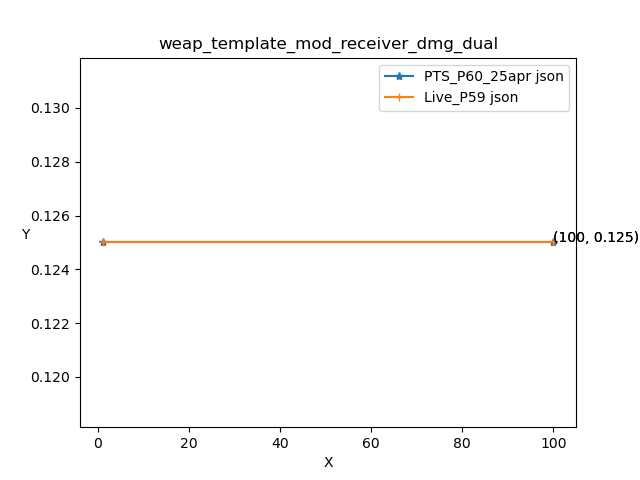 weap_template_mod_receiver_dmg_dual
PTS_P60_25apr json
Live_P59 json
0.130
0.128
0.126
0.124
0.122
0.120
Y
(100, 0.125)
0 20 40 60 80 100
X